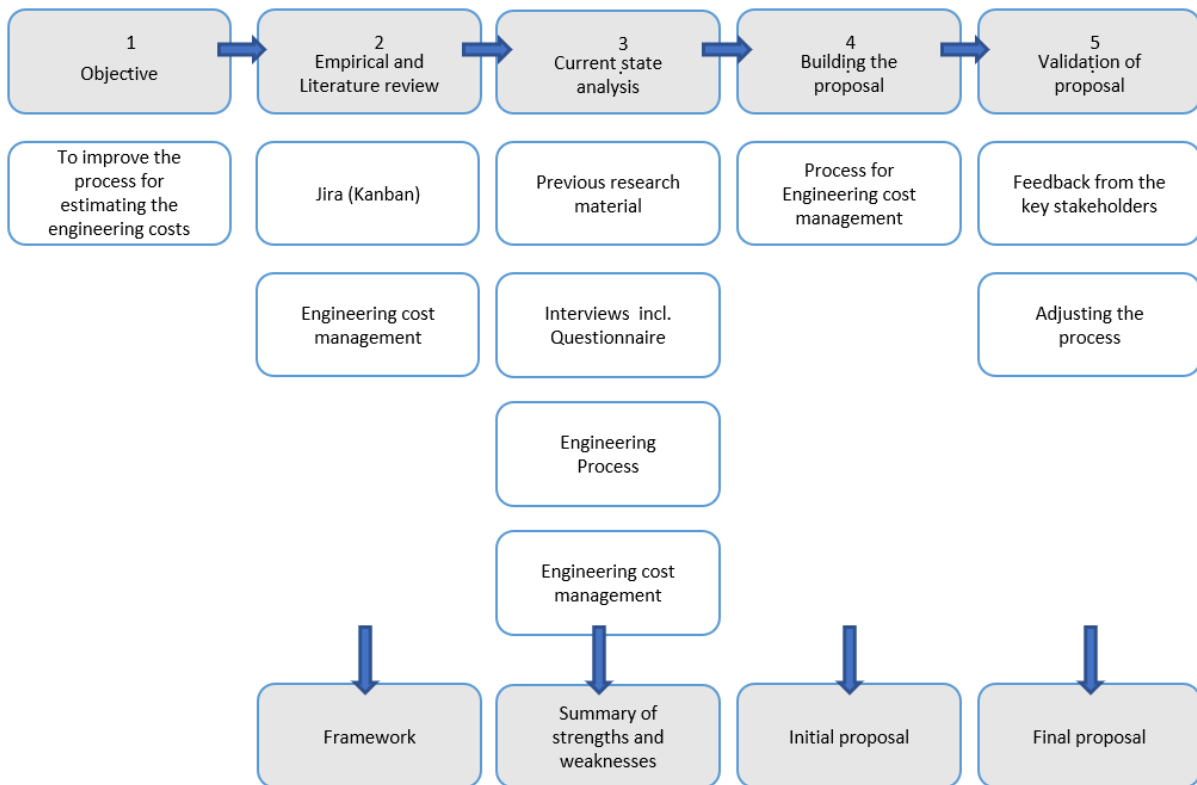 1
Objective
2
Empirical and
Literature review
3
Current state
analysis
4
Building the
proposal
5
Validation of
proposal
To improve the
process for
estimating the
engineering costs
Jira (Kanban)
Previous research
material
Process for
Engineering cost
management
Feedback from the
key stakeholders
Engineering cost
management
Interviews incl.
Questionnaire
Adjusting the
process
Engineering
Process
Engineering cost
management
Framework
Summary of
strengths and
weaknesses
Initial proposal
Final proposal